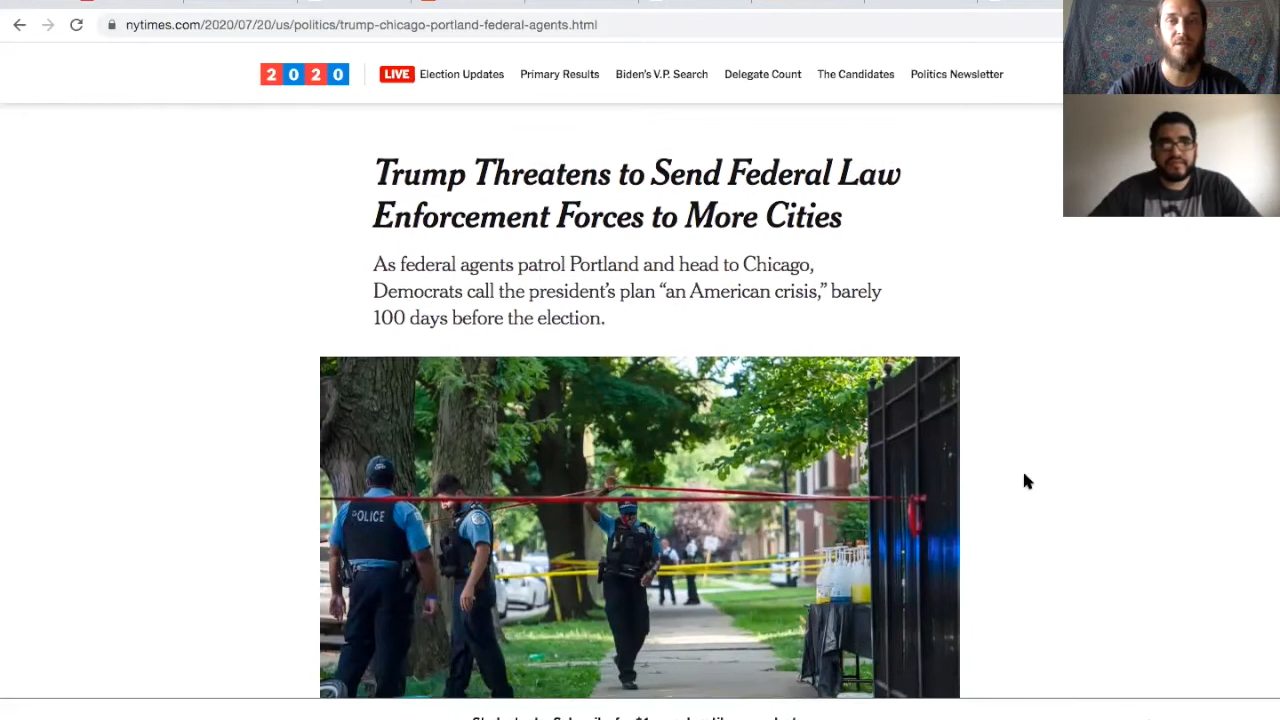 nytimes.com/2020/07/20/us/politics/trump-chicago-portland-federal-agents.html
2020 LIVE Election Updates Primary Results Biden's V.P. Search Delegate Count The Candidates Politics Newsletter
Trump Threatens to Send Federal Law
Enforcement Forces to More Cities
As federal agents patrol Portland and head to Chicago,
Democrats call the president's plan “an American crisis,” barely
100 days before the election.
POLICE